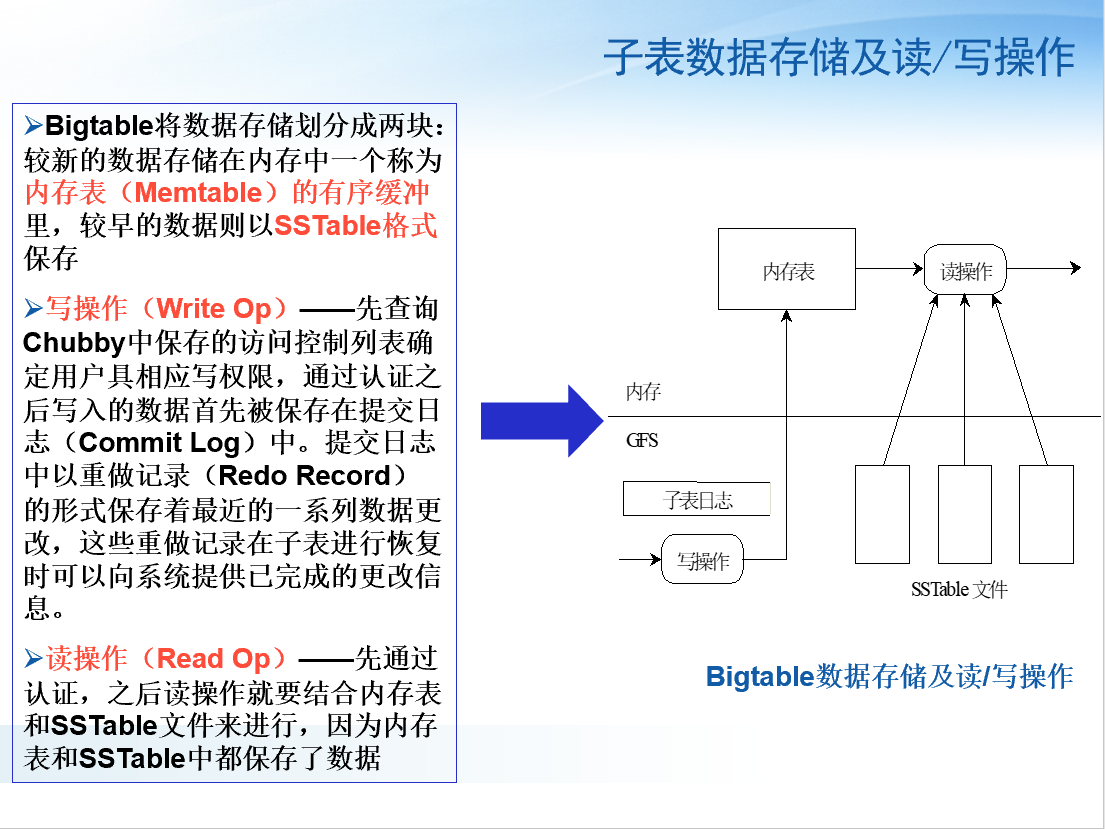 子表数据存储及读/写操作
➢Bigtable将数据存储划分成两块：
较新的数据存储在内存中一个称为
内存表（Memtable）的有序缓冲
里，较早的数据则以SSTable格式
保存
➢写操作（Write Op）——先查询
Chubby中保存的访问控制列表确
定用户具相应写权限，通过认证之
后写入的数据首先被保存在提交日
志（Commit Log）中。提交日志
中以重做记录（Redo Record）
的形式保存着最近的一系列数据更
改，这些重做记录在子表进行恢复
时可以向系统提供已完成的更改信
息。
➢读操作（Read Op）——先通过
认证，之后读操作就要结合内存表
和SSTable文件来进行，因为内存
表和SSTable中都保存了数据
内存表
读操作
内存
GFS
子表日志
写操作
SSTable 文件
Bigtable数据存储及读/写操作